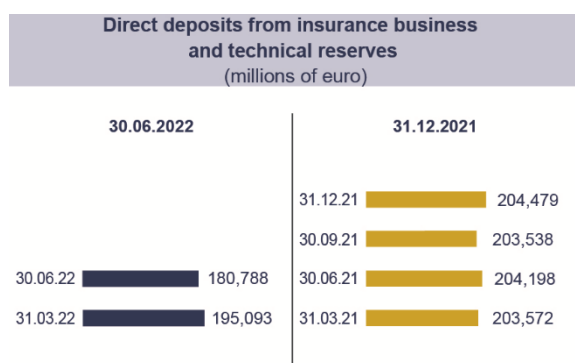 Direct deposits from insurance business
and technical reserves
(millions of euro)
30.06.2022
31.12.2021
31.12.21 204,479
30.09.21 203,538
30.06.22 180,788
30.06.21 204,198
31.03.22 195,093
31.03.21 203,572